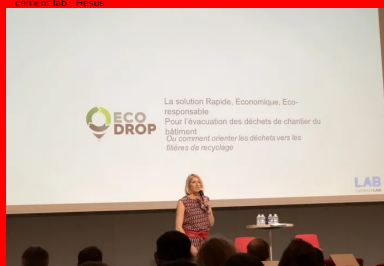 cement lab - Hesus
ECO
DROP
La solution Rapide, Economique, Eco-
responsable
Pour l'évacuation des déchets de chantier du
bâtiment
Ou comment orienter les déchets vers les
filières de recyclage
LAB